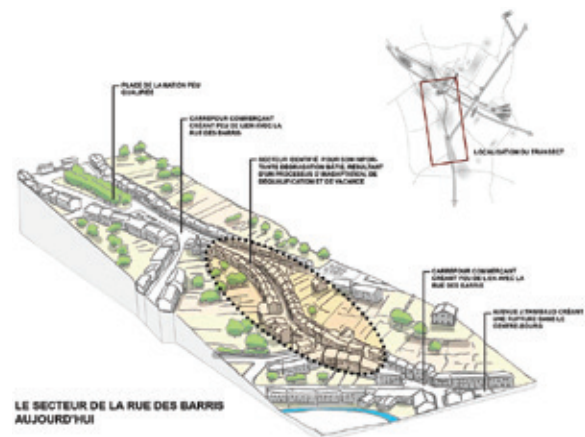 PLACE DE LA NATION PEU
QUALIFIÉE
CARREFOUR COMMERÇANT
CRÉANT PEU DE LIEN AVEC LA
RUE DES BARRIS
SECTEUR IDENTIFIÉ POUR SON IMPOR-
TANTE DÉGRADATION BÂTIE, RÉSULTANT
D'UN PROCESSUS D'INADAPTATION, DE
DÉQUALIFICATION ET DE VACANCE
LOCALISATION DU TRANSECT
CARREFOUR COMMERÇANT
CRÉANT PEU DE LIEN AVEC LA
RUE DES BARRIS
AVENUE CRÉANT
UNE RUPTURE DANS LE
CENTRE-BOURG
LE SECTEUR DE LA RUE DES BARRIS
AUJOURD'HUI